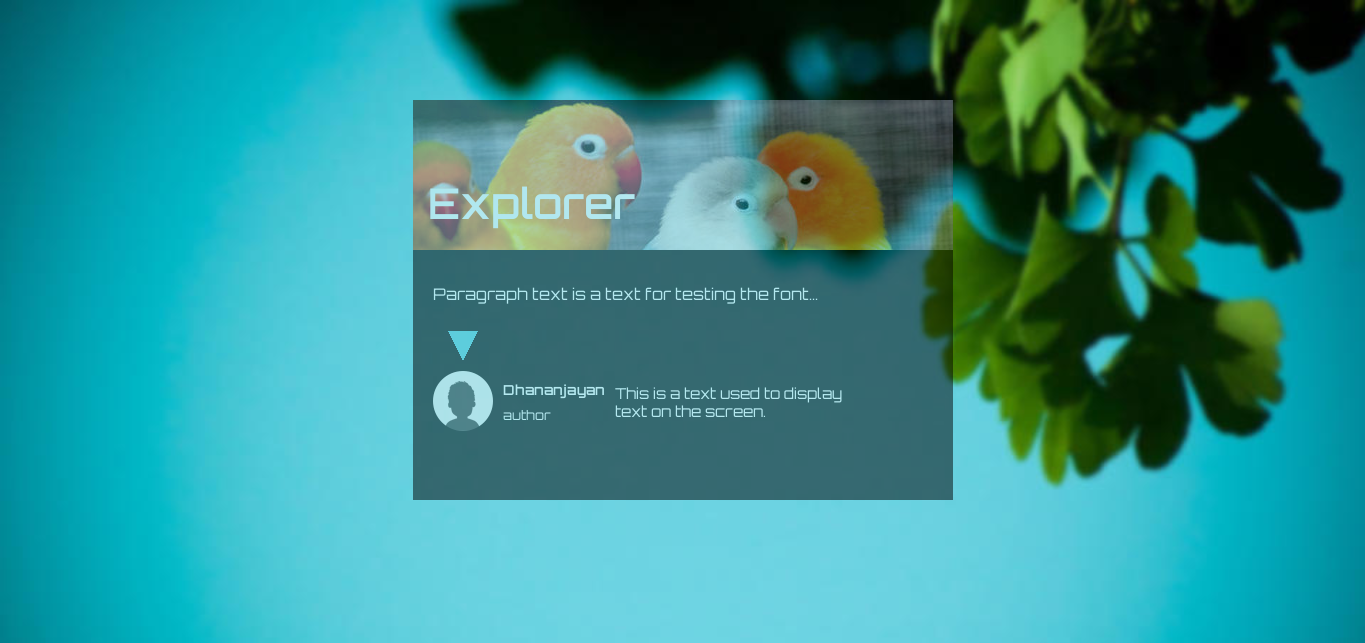 Explorer
Paragraph text is a text for testing the font...
Dhananjayan
author
This is a text used to display
text on the screen.